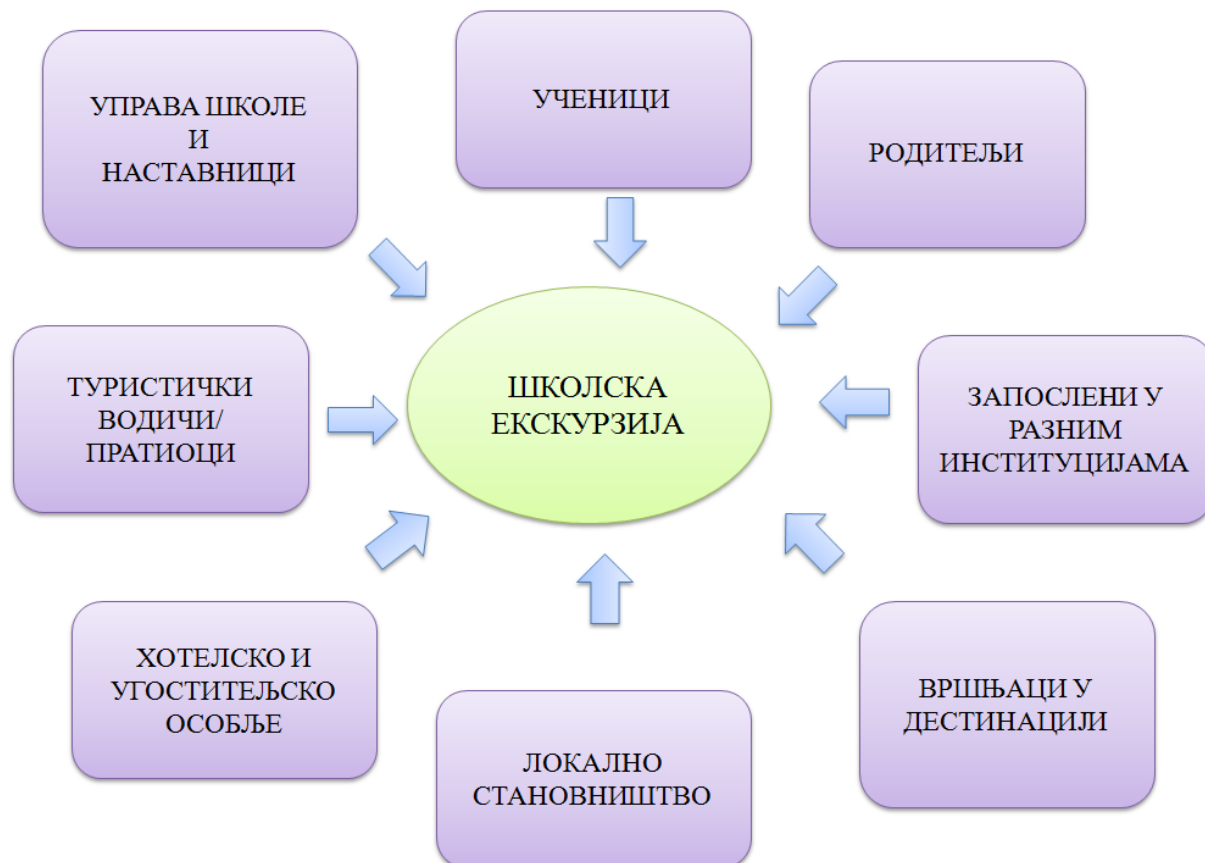 УПРАВА ШКОЛЕ
И
НАСТАВНИЦИ
УЧЕНИЦИ
РОДИТЕЉИ
ТУРИСТИЧКИ
ВОДИЧИ/
ПРАТИОЦИ
ШКОЛСКА
ЕКСКУРЗИЈА
ЗАПОСЛЕНИ У
РАЗНИМ
ИНСТИТУЦИЈАМА
ХОТЕЛСКО И
УГОСТИТЕЉСКО
ОСОБЉЕ
ЛОКАЛНО
СТАНОВНИШТВО
ВРШЊАЦИ У
ДЕСТИНАЦИЈИ